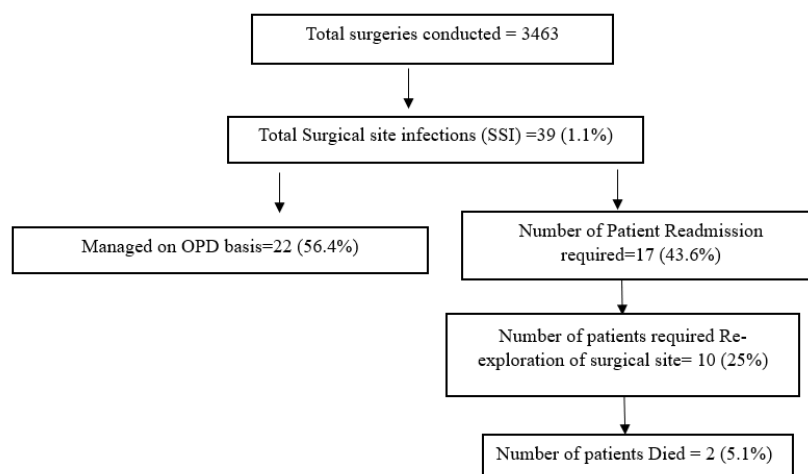 Total surgeries conducted = 3463
Total Surgical site infections (SSI) =39 (1.1%)
Managed on OPD basis=22 (56.4%)
Number of Patient Readmission
required=17 (43.6%)
Number of patients required Re-
exploration of surgical site= 10 (25%)
Number of patients Died = 2 (5.1%)